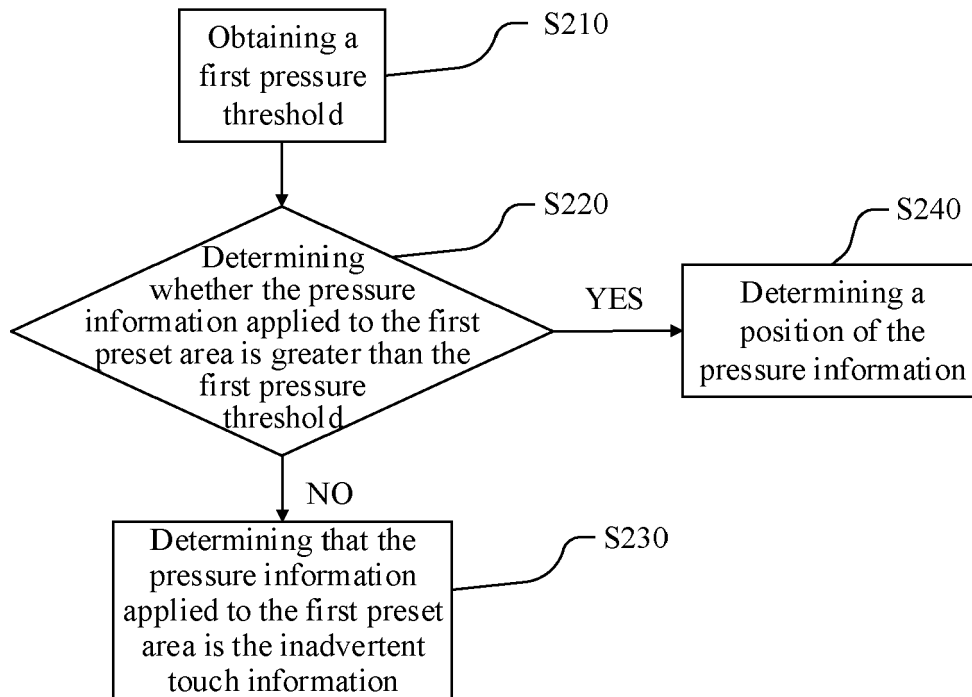 Obtaining a
first pressure
threshold
S210
S220
Determining
whether the pressure
information applied to the first
preset area is greater than the
first pressure
threshold
YES
S240
Determining a
position of the
pressure information
NO
S230
Determining that the
pressure information
applied to the first preset
area is the inadvertent
touch information